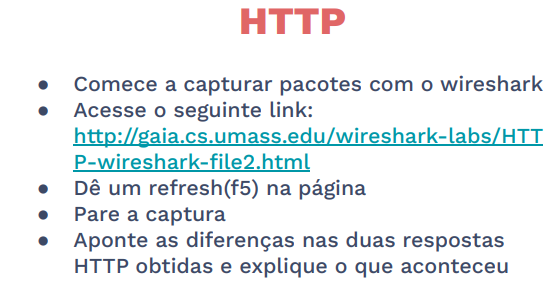 HTTP
● Comece a capturar pacotes com o wireshark
● Acesse o seguinte link:
http://gaia.cs.umass.edu/wireshark-labs/HTT
P-wireshark-file2.html
● Dê um refresh(f5) na página
● Pare a captura
● Aponte as diferenças nas duas respostas
HTTP obtidas e explique o que aconteceu